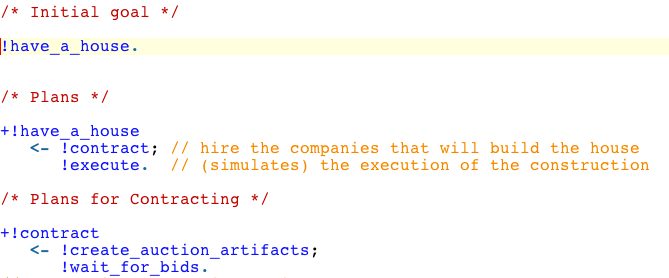 /* Initial goal */
!have_a_house.
/* Plans */
+!have_a_house
<- !contract; // hire the companies that will build the house
!execute. // (simulates) the execution of the construction
/* Plans for Contracting */
+!contract
<- !create_auction_artifacts;
!wait_for_bids.